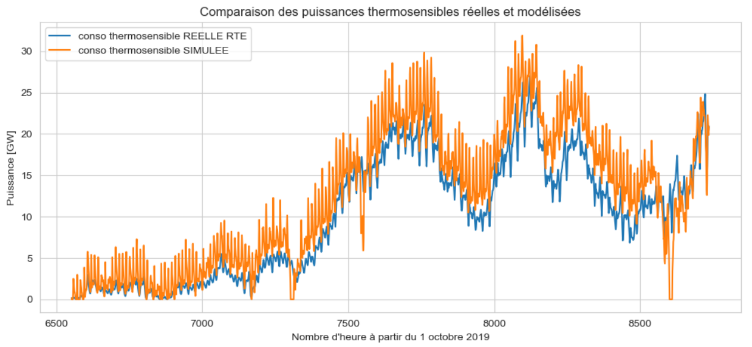 Comparaison des puissances thermosensibles réelles et modélisées
conso thermosensible REELLE RTE
conso thermosensible SIMULEE
Puissance [GW]
30
25
20
15
10
5
0
6500 7000 7500 8000 8500
Nombre d'heure à partir du 1 octobre 2019